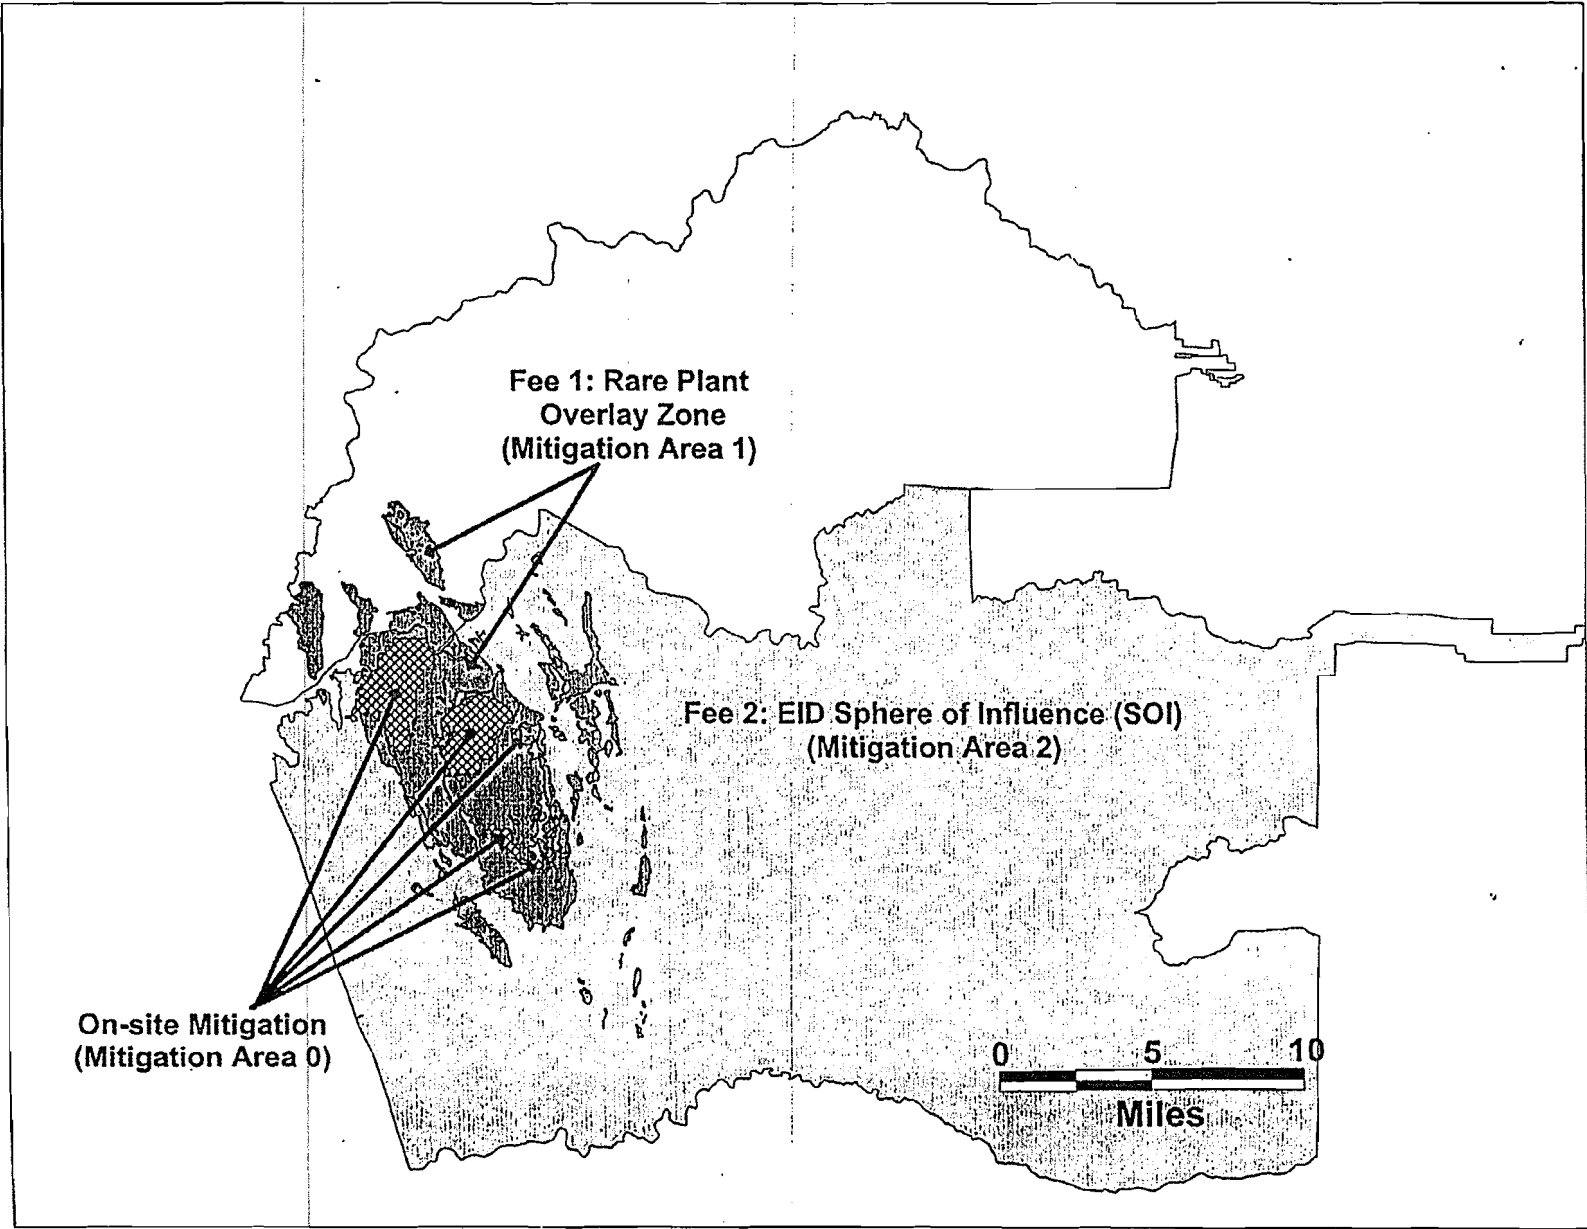 Fee 1: Rare Plant
Overlay Zone
(Mitigation Area 1)
Fee 2: EID Sphere of Influence (SOI)
(Mitigation Area 2)
On-site Mitigation
(Mitigation Area 0)
0 5 10
Miles